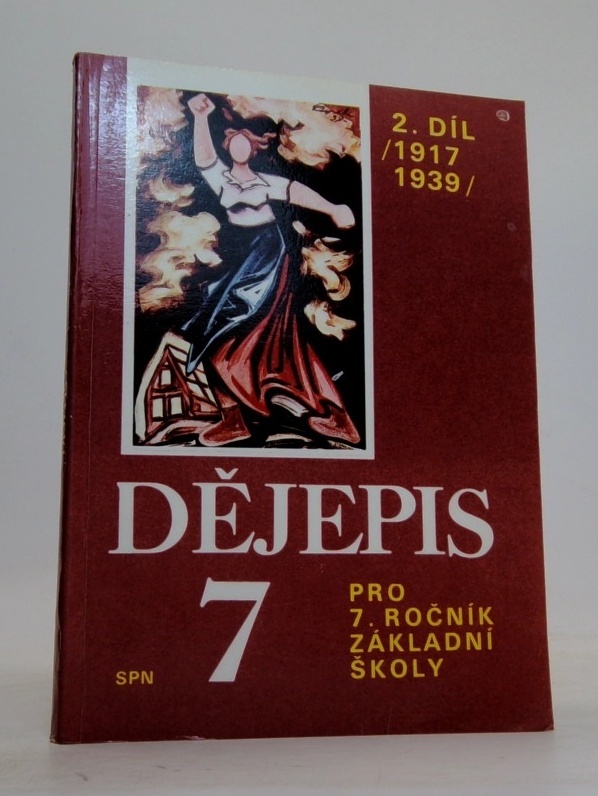 2. DÍL
/1917
1939/
DĚJEPIS
7
PRO
7. ROČNÍK
ZÁKLADNÍ
ŠKOLY
SPN